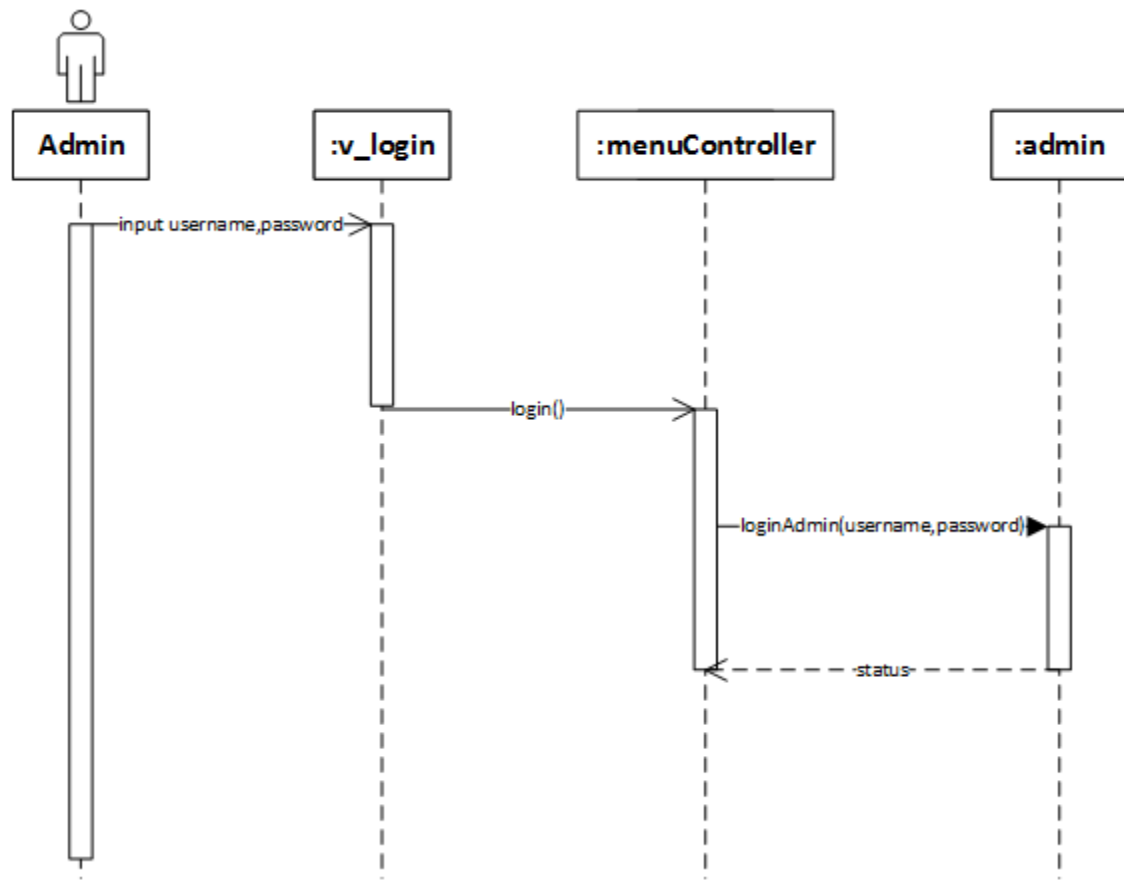 Admin
:v_login
:menuController
:admin
input username,password
login()
loginAdmin(username,password)
status